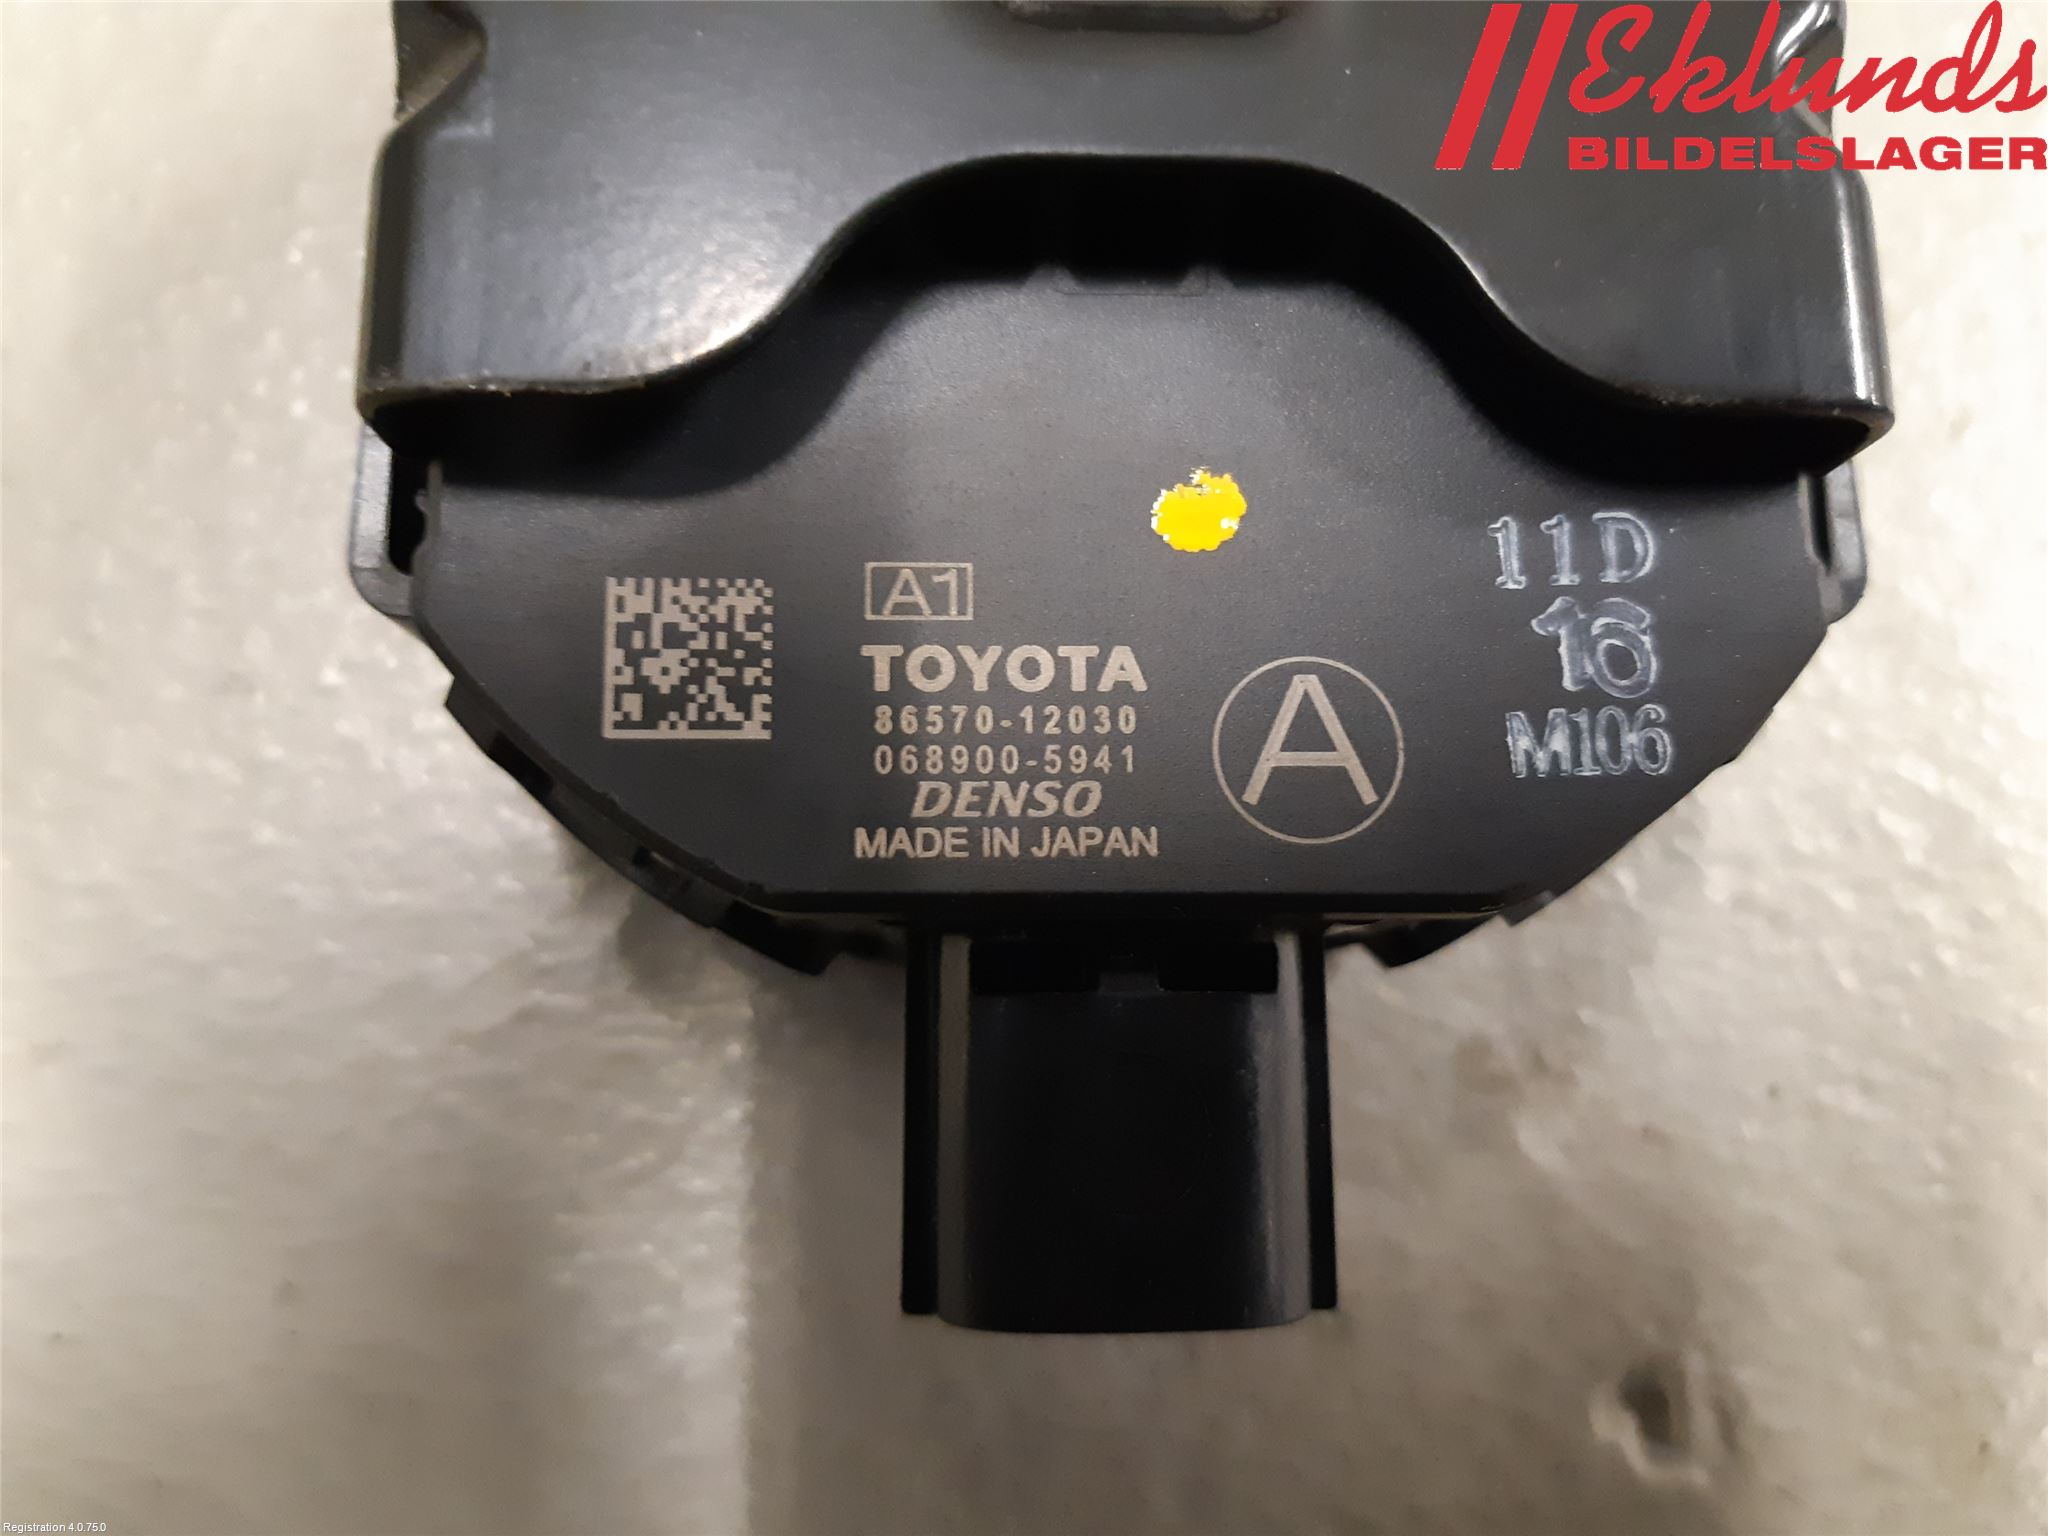 Eklunds
BILDELSLAGER
A1
TOYOTA
86570-12030
068900-5941
DENSO
MADE IN JAPAN
A
11D
16
M106
Registration 4.0.75.0